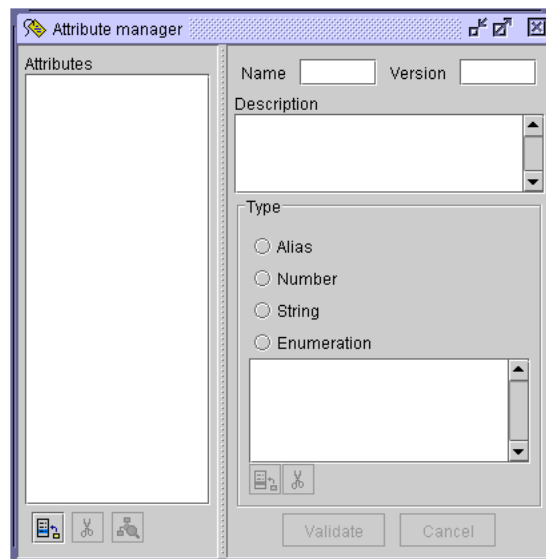 Attribute manager
Attributes
Name Version
Description
Type
Alias
Number
String
Enumeration
Validate Cancel